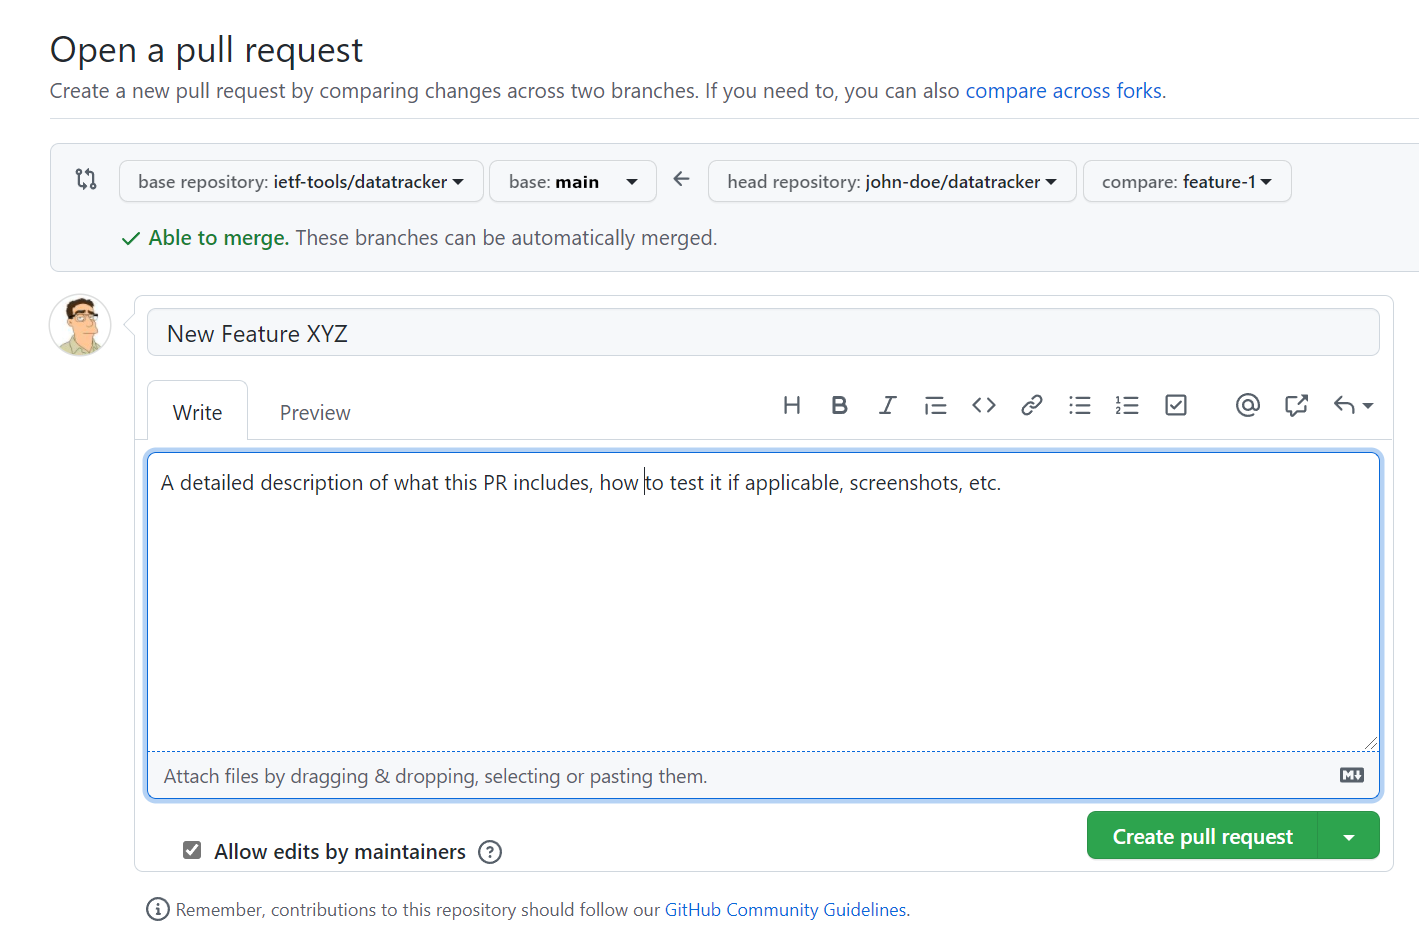 Open a pull request
Create a new pull request by comparing changes across two branches. If you need to, you can also compare across forks.
base repository: ietf-tools/datatracker base: main head repository: john-doe/datatracker compare: feature-1
Able to merge. These branches can be automatically merged.
New Feature XYZ
Write Preview
A detailed description of what this PR includes, how to test it if applicable, screenshots, etc.
Attach files by dragging & dropping, selecting or pasting them.
Allow edits by maintainers
Create pull request
Remember, contributions to this repository should follow our GitHub Community Guidelines.